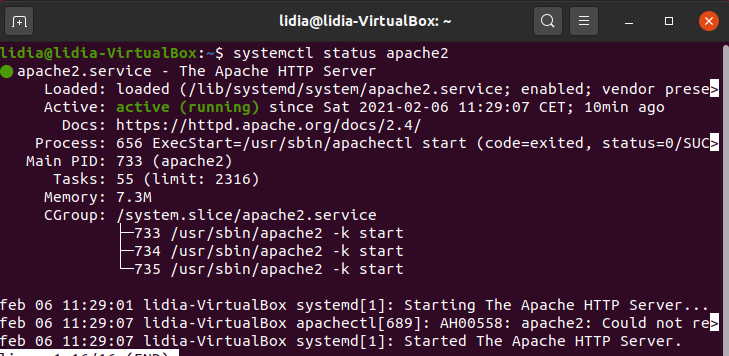 lidia@lidia-VirtualBox: ~
lidia@lidia-VirtualBox:~$ systemctl status apache2
● apache2.service - The Apache HTTP Server
Loaded: loaded (/lib/systemd/system/apache2.service; enabled; vendor prese>
Active: active (running) since Sat 2021-02-06 11:29:07 CET; 10min ago
Docs: https://httpd.apache.org/docs/2.4/
Process: 656 ExecStart=/usr/sbin/apachectl start (code=exited, status=0/SUC>
Main PID: 733 (apache2)
Tasks: 55 (limit: 2316)
Memory: 7.3M
CGroup: /system.slice/apache2.service
├─733 /usr/sbin/apache2 -k start
├─734 /usr/sbin/apache2 -k start
└─735 /usr/sbin/apache2 -k start
feb 06 11:29:01 lidia-VirtualBox systemd[1]: Starting The Apache HTTP Server...
feb 06 11:29:07 lidia-VirtualBox apachectl[689]: AH00558: apache2: Could not re>
feb 06 11:29:07 lidia-VirtualBox systemd[1]: Started The Apache HTTP Server.
lines 1-16/16 (END)